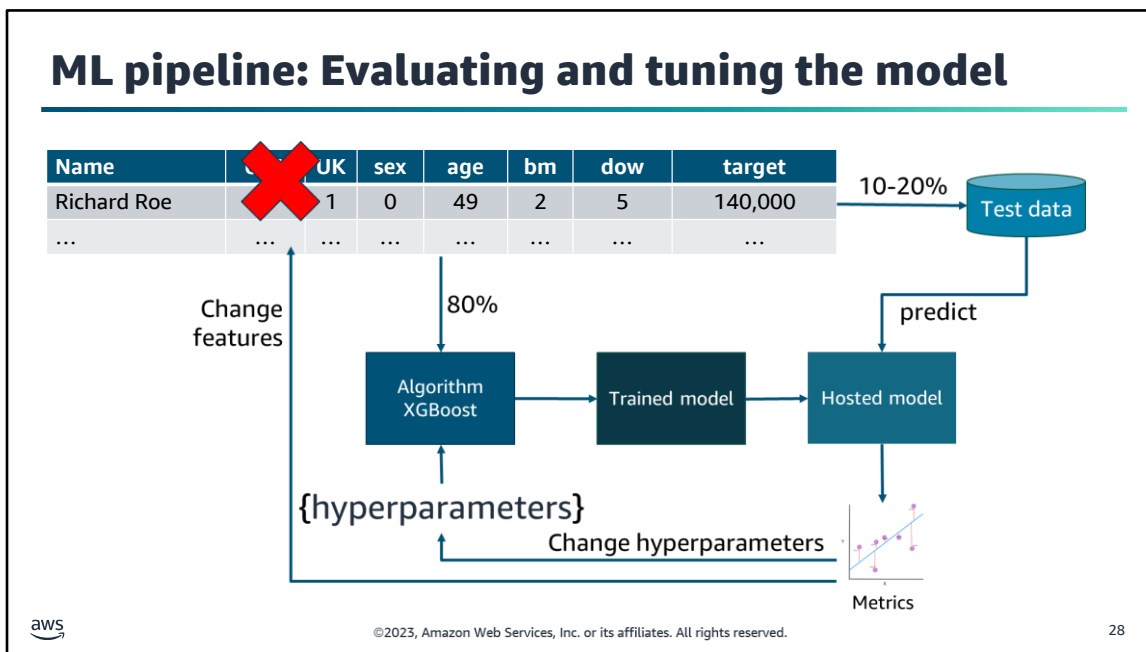 ML pipeline: Evaluating and tuning the model
Name UK sex age bm dow target
Richard Roe 1 0 49 2 5 140,000
... ... ... ... ... ... ... ...
10-20%
Test data
Change
features
80%
predict
Algorithm
XGBoost
Trained model
Hosted model
{hyperparameters}
Change hyperparameters
Metrics
aws
©2023, Amazon Web Services, Inc. or its affiliates. All rights reserved.
28